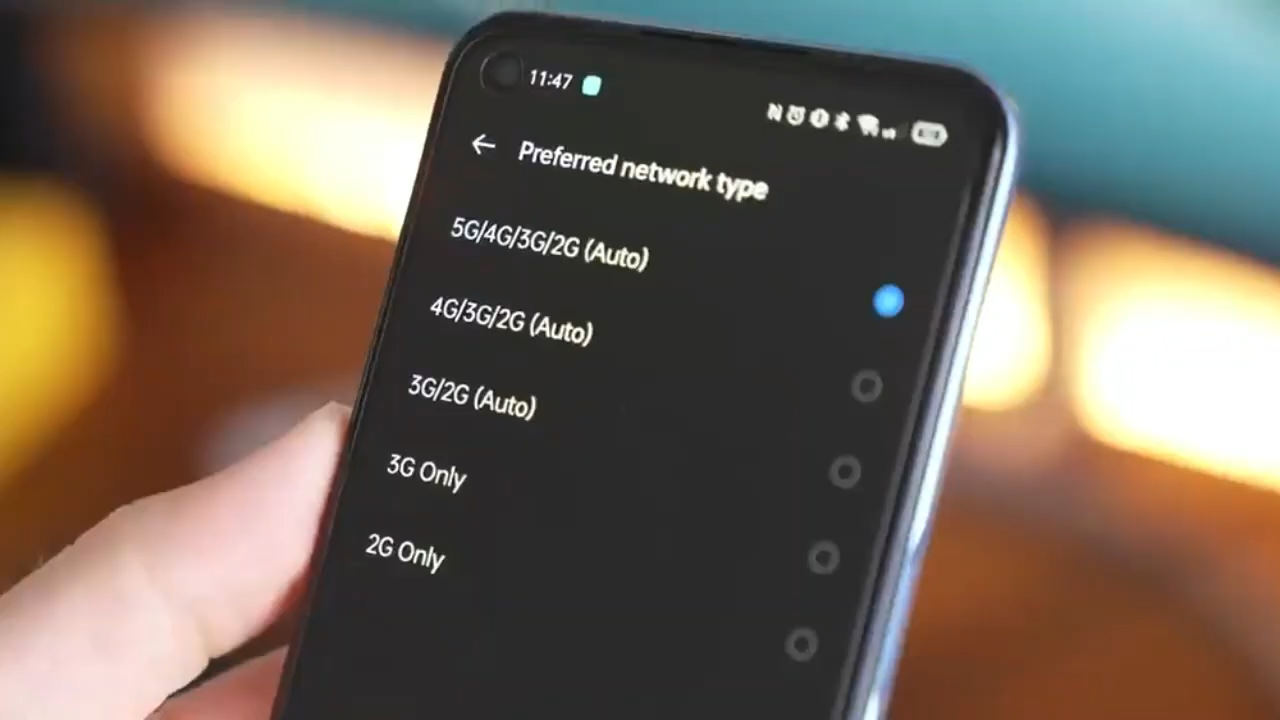 11:47
Preferred network type
5G/4G/3G/2G (Auto)
4G/3G/2G (Auto)
3G/2G (Auto)
3G Only
2G Only